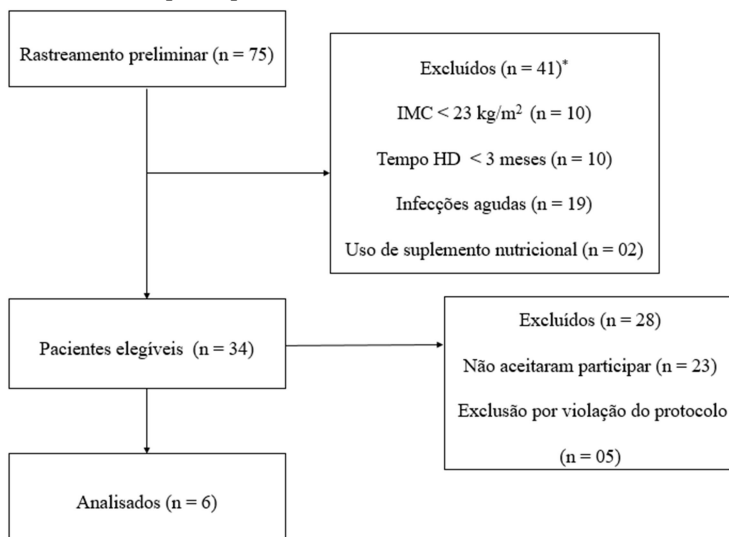 Rastreamento preliminar (n = 75)
Excluídos (n = 41)*
IMC < 23 kg/m² (n = 10)
Tempo HD < 3 meses (n = 10)
Infecções agudas (n = 19)
Uso de suplemento nutricional (n = 02)
Pacientes elegíveis (n = 34)
Excluídos (n = 28)
Não aceitaram participar (n = 23)
Exclusão por violação do protocolo
(n = 05)
Analisados (n = 6)